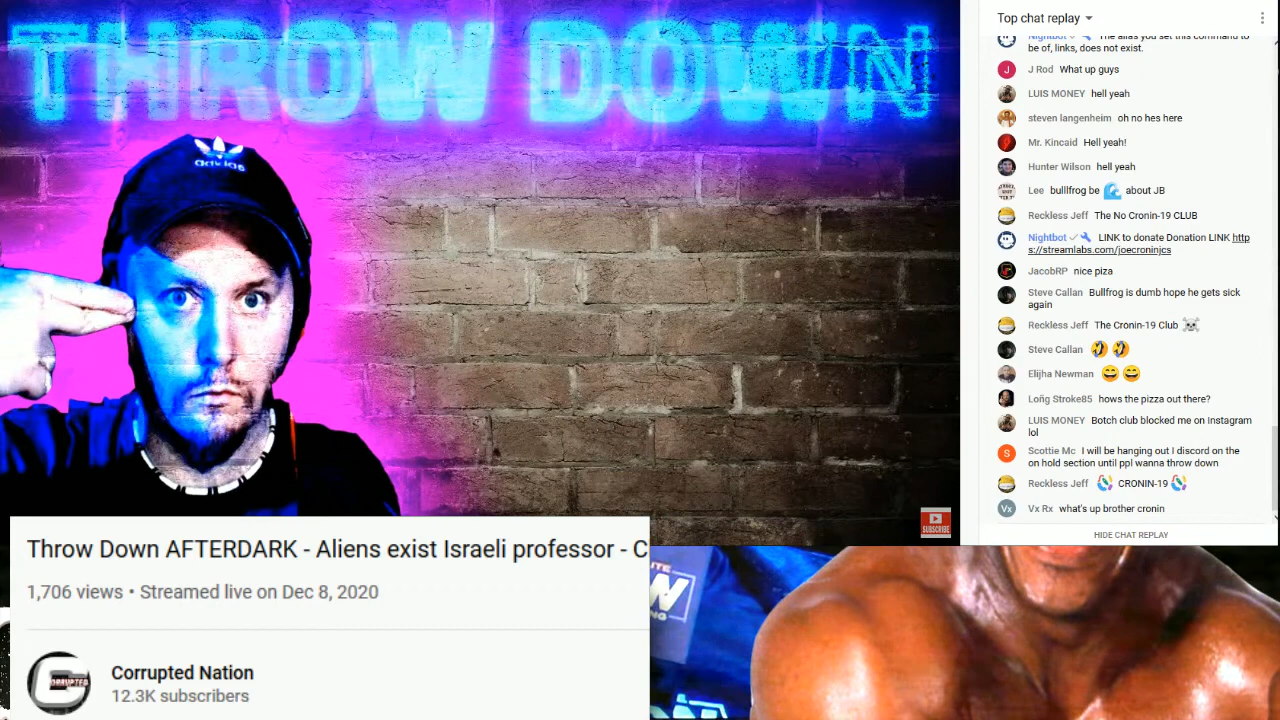 THROW DOWN
adidas
SUBSCRIBE
Throw Down AFTERDARK - Aliens exist Israeli professor - C
1,706 views • Streamed live on Dec 8, 2020
CORRUPTED
Corrupted Nation
12.3K subscribers
Top chat replay
Nightbot The alias you set this command to
be of, links, does not exist.
J Rod What up guys
LUIS MONEY hell yeah
steven langenheim oh no hes here
Mr. Kincaid Hell yeah!
Hunter Wilson hell yeah
Lee bulllfrog be 🌊 about JB
Reckless Jeff The No Cronin-19 CLUB
Nightbot LINK to donate Donation LINK http
s://streamlabs.com/joecroninjcs
JacobRP nice piza
Steve Callan Bullfrog is dumb hope he gets sick
again
Reckless Jeff The Cronin-19 Club ☠️
Steve Callan 🤣🤣
Elijha Newman 😄😄
Loñg Stroke85 hows the pizza out there?
LUIS MONEY Botch club blocked me on Instagram
lol
Scottie Mc I will be hanging out I discord on the
on hold section until ppl wanna throw down
Reckless Jeff CRONIN-19
Vx Rx what's up brother cronin
HIDE CHAT REPLAY